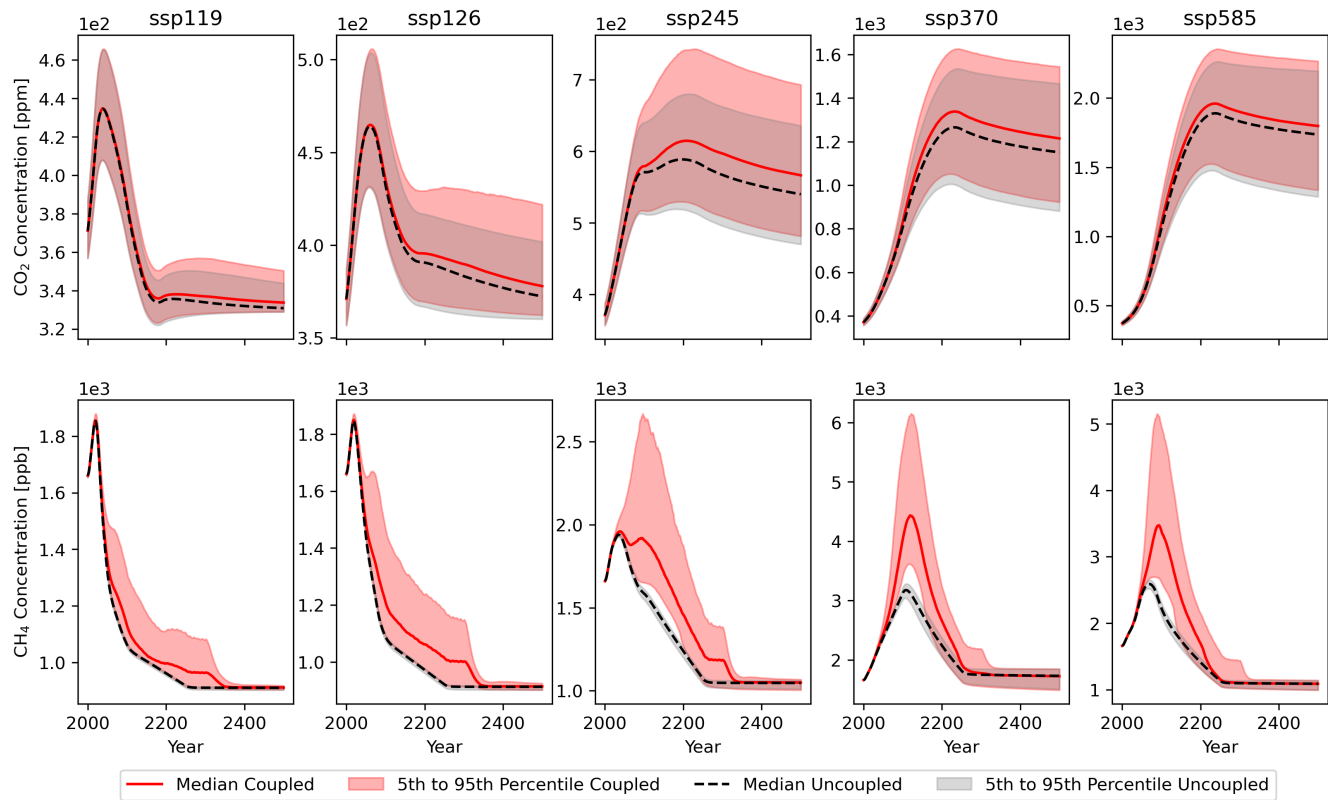 ssp119 ssp126 ssp245 ssp370 ssp585
1e2 1e2 1e2 1e3 1e3
CO₂ Concentration [ppm]
4.6 5.0 7 1.6 2.0
4.4 4.5 6 1.4 1.5
4.2 4.0 5 1.2 1.0
4.0 3.5 4 1.0 0.5
3.8 0.8
3.6 0.6
3.4 0.4
3.2
1e3 1e3 1e3 1e3 1e3
CH₄ Concentration [ppb]
1.8 1.8 2.5 6 5
1.6 1.6 2.0 5 4
1.4 1.4 1.5 4 3
1.2 1.2 1.0 3 2
1.0 1.0 2 1
2000 2200 2400 2000 2200 2400 2000 2200 2400 2000 2200 2400 2000 2200 2400
Year Year Year Year Year
Median Coupled 5th to 95th Percentile Coupled Median Uncoupled 5th to 95th Percentile Uncoupled